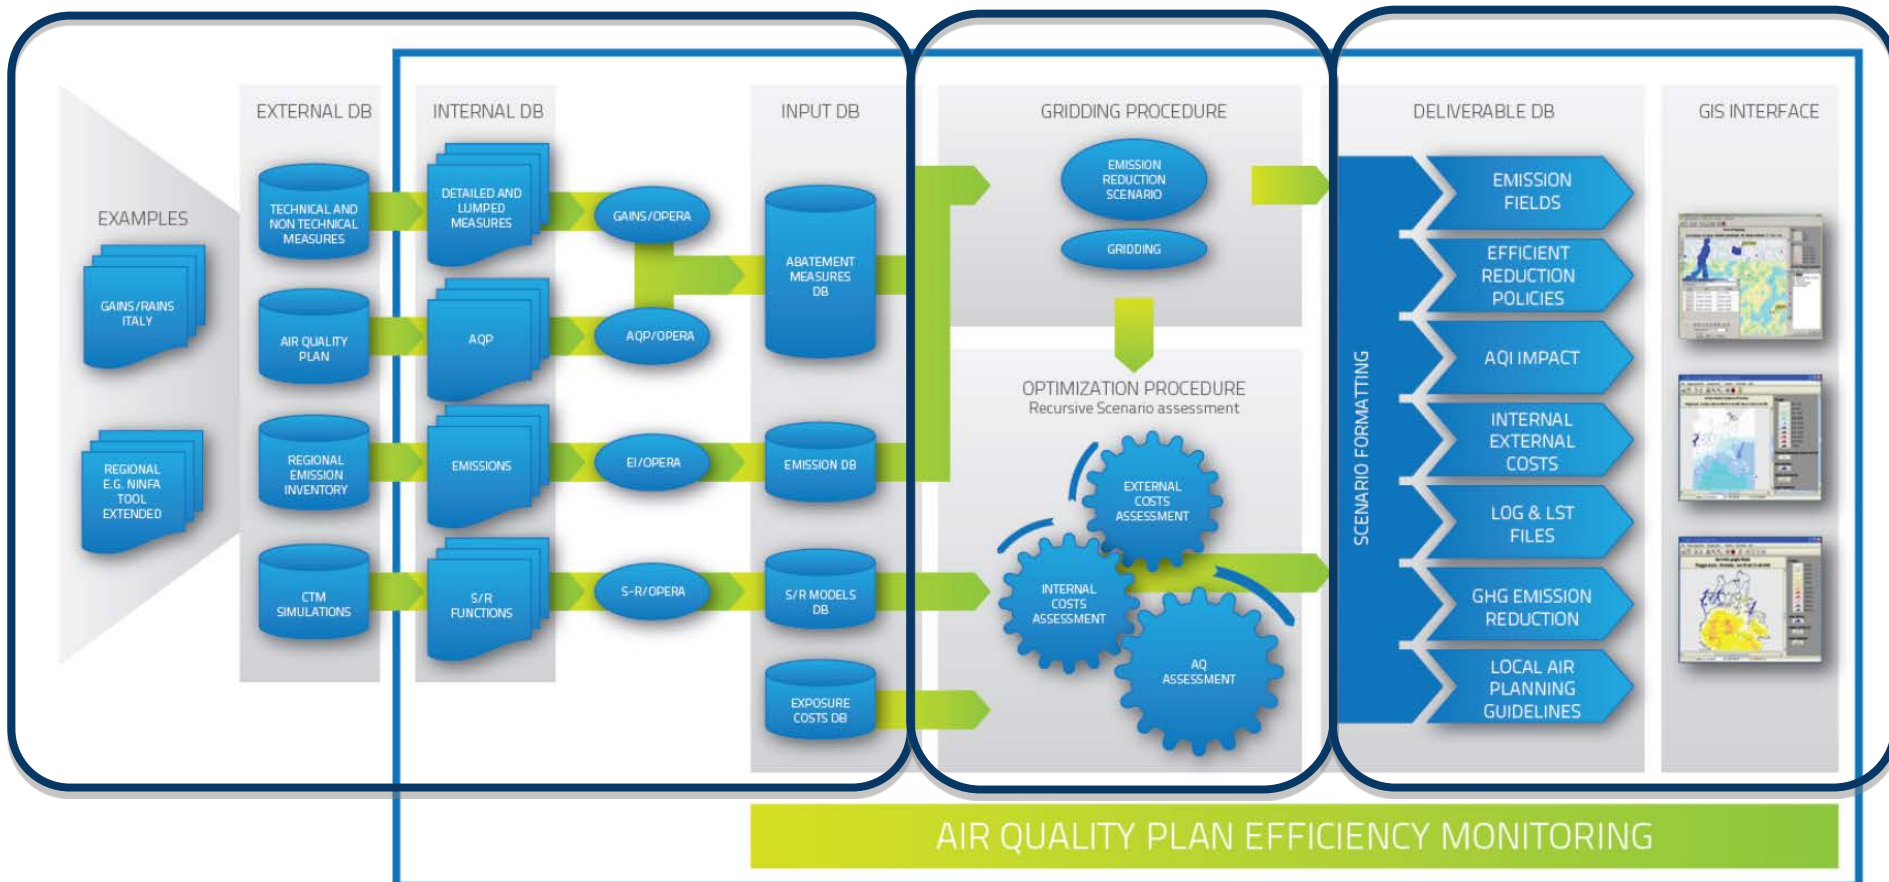 EXAMPLES
GAINS/RAINS
ITALY
REGIONAL
E.G. NINFA
TOOL
EXTENDED
EXTERNAL DB
TECHNICAL AND
NON TECHNICAL
MEASURES
AIR QUALITY
PLAN
REGIONAL
EMISSION
INVENTORY
CTM
SIMULATIONS
INTERNAL DB
DETAILED AND
LUMPED
MEASURES
AQP
EMISSIONS
S/R
FUNCTIONS
GAINS/OPERA
AQP/OPERA
EI/OPERA
S-R/OPERA
INPUT DB
ABATEMENT
MEASURES
DB
EMISSION DB
S/R MODELS
DB
EXPOSURE
COSTS DB
GRIDDING PROCEDURE
EMISSION
REDUCTION
SCENARIO
GRIDDING
OPTIMIZATION PROCEDURE
Recursive Scenario assessment
EXTERNAL
COSTS
ASSESSMENT
INTERNAL
COSTS
ASSESSMENT
AQ
ASSESSMENT
DELIVERABLE DB
SCENARIO FORMATTING
EMISSION
FIELDS
EFFICIENT
REDUCTION
POLICIES
AQI IMPACT
INTERNAL
EXTERNAL
COSTS
LOG & LST
FILES
GHG EMISSION
REDUCTION
LOCAL AIR
PLANNING
GUIDELINES
GIS INTERFACE
AIR QUALITY PLAN EFFICIENCY MONITORING